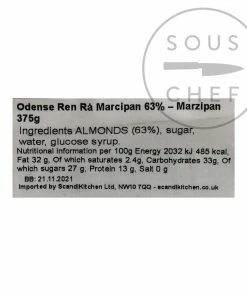 SOUS
CHEF
Odense Ren Rå Marcipan 63% – Marzipan
375g
Ingredients ALMONDS (63%), sugar,
water, glucose syrup.
Nutritional information per 100g Energy 2032 kJ 485 kcal,
Fat 32 g, Of which saturates 2.4g, Carbohydrates 33g, Of
which sugars 27 g, Protein 13 g, Salt 0 g
BB: 21.11.2021
Imported by ScandiKitchen Ltd, NW10 7QQ - scandikitchen.co.uk